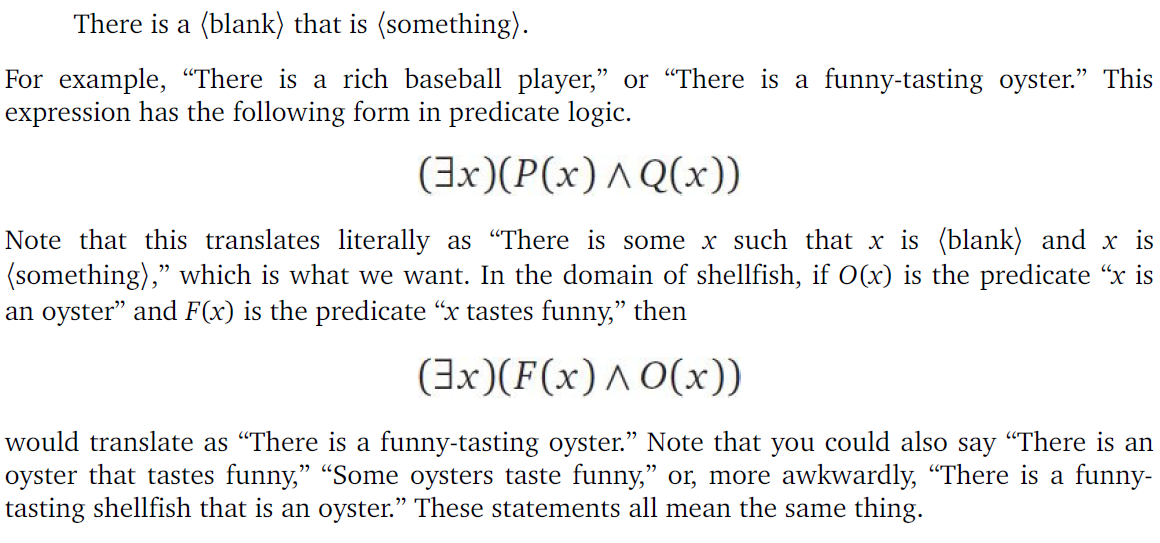 There is a ⟨blank⟩ that is ⟨something⟩.
For example, “There is a rich baseball player,” or “There is a funny-tasting oyster.” This
expression has the following form in predicate logic.
(∃x)(P(x) ∧ Q(x))
Note that this translates literally as “There is some x such that x is ⟨blank⟩ and x is
⟨something⟩,” which is what we want. In the domain of shellfish, if O(x) is the predicate “x is
an oyster” and F(x) is the predicate “x tastes funny,” then
(∃x)(F(x) ∧ O(x))
would translate as “There is a funny-tasting oyster.” Note that you could also say “There is an
oyster that tastes funny,” “Some oysters taste funny,” or, more awkwardly, “There is a funny-
tasting shellfish that is an oyster.” These statements all mean the same thing.